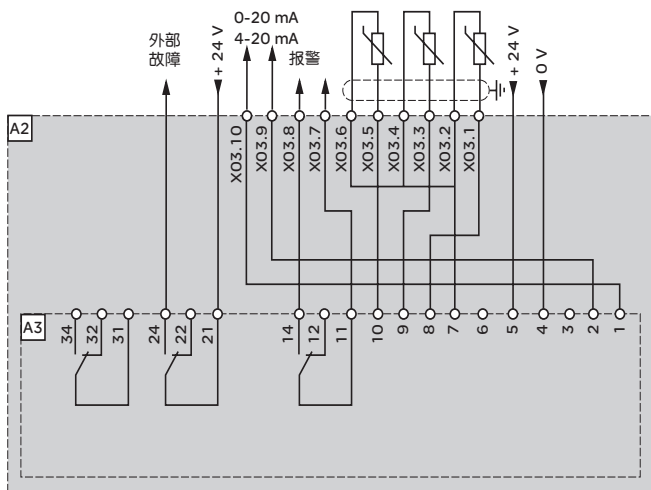 0-20 mA
4-20 mA
外部
故障
+ 24 V
报警
+ 24 V
0 V
A2
X03.10
X03.9
X03.8
X03.7
X03.6
X03.5
X03.4
X03.3
X03.2
X03.1
A3
34
32
31
24
22
21
14
12
11
10
9
8
7
6
5
4
3
2
1